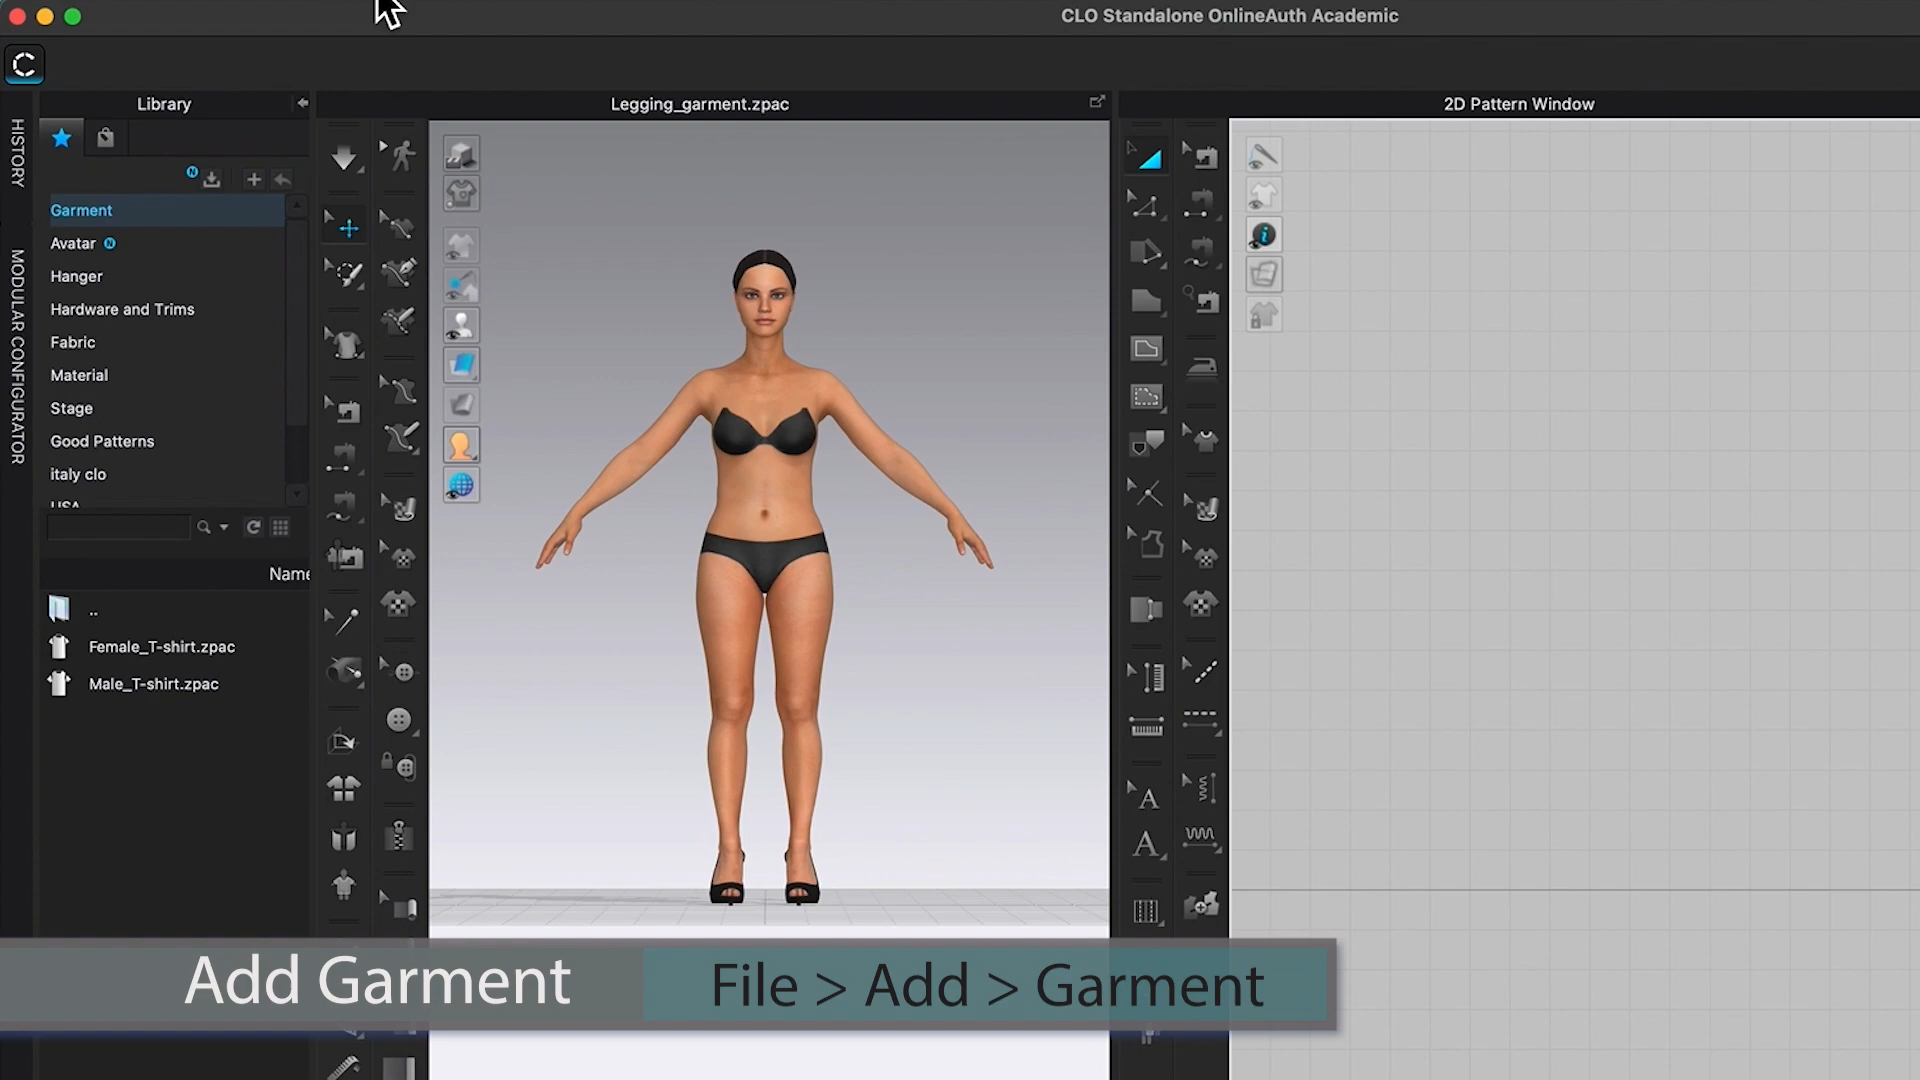 CLO Standalone OnlineAuth Academic
Library
Legging_garment.zpac
2D Pattern Window
HISTORY
MODULAR CONFIGURATOR
N
Garment
Avatar N
Hanger
Hardware and Trims
Fabric
Material
Stage
Good Patterns
italy clo
USA
Name
..
Female_T-shirt.zpac
Male_T-shirt.zpac
A
A
Add Garment
File > Add > Garment